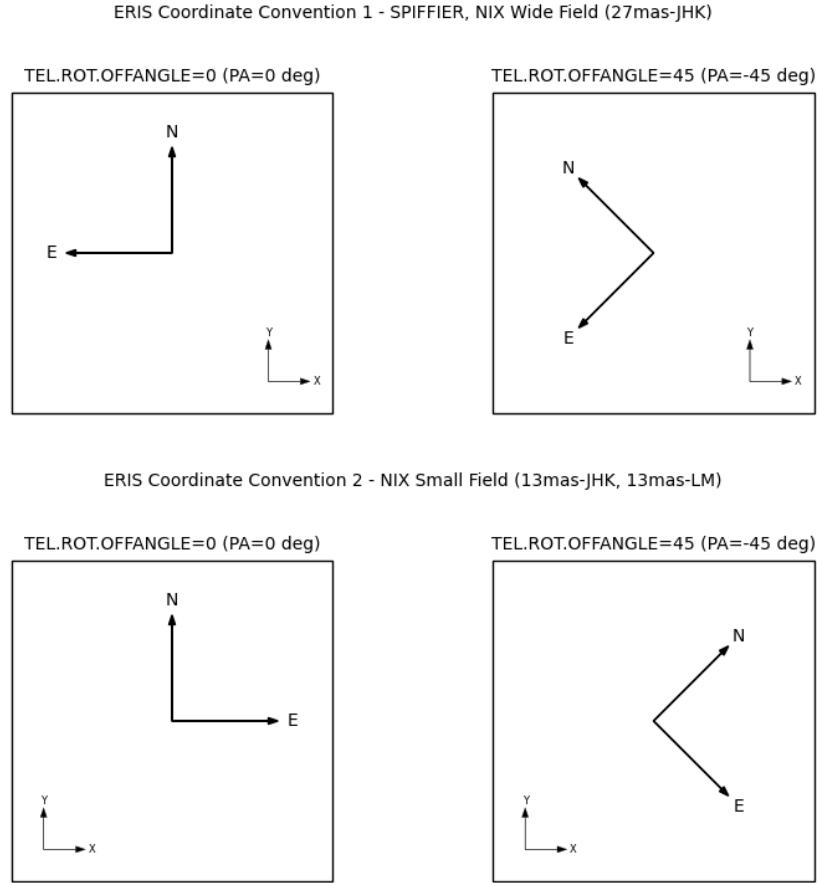 ERIS Coordinate Convention 1 - SPIFFIER, NIX Wide Field (27mas-JHK)
TEL.ROT.OFFANGLE=0 (PA=0 deg)
N
E
Y
X
TEL.ROT.OFFANGLE=45 (PA=-45 deg)
N
E
Y
X
ERIS Coordinate Convention 2 - NIX Small Field (13mas-JHK, 13mas-LM)
TEL.ROT.OFFANGLE=0 (PA=0 deg)
N
E
Y
X
TEL.ROT.OFFANGLE=45 (PA=-45 deg)
N
E
Y
X